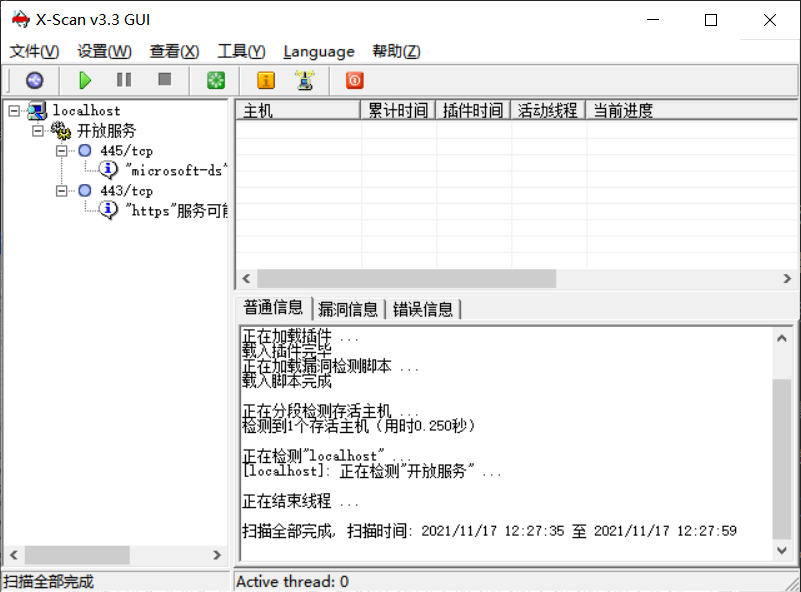 X-Scan v3.3 GUI
文件(V) 设置(W) 查看(X) 工具(Y) Language 帮助(Z)
localhost
开放服务
445/tcp
"microsoft-ds"
443/tcp
"https"服务可能
主机 累计时间 插件时间 活动线程 当前进度
普通信息 漏洞信息 错误信息
正在加载插件 ...
载入插件完毕
正在加载漏洞检测脚本 ...
载入脚本完成
正在分段检测存活主机 ...
检测到1个存活主机（用时0.250秒）
正在检测"localhost" ...
[localhost]: 正在检测"开放服务" ...
正在结束线程 ...
扫描全部完成, 扫描时间: 2021/11/17 12:27:35 至 2021/11/17 12:27:59
扫描全部完成 Active thread: 0